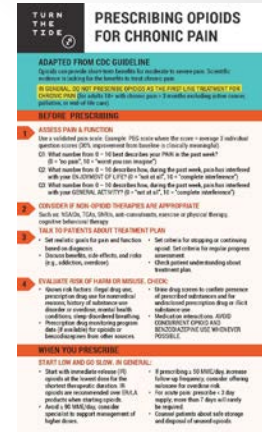 TURN
THE
TIDE
PRESCRIBING OPIOIDS
FOR CHRONIC PAIN
ADAPTED FROM CDC GUIDELINE
Opioids can provide short-term benefits for moderate to severe pain. Scientific
evidence is lacking for the benefits to treat chronic pain.
IN GENERAL, DO NOT PRESCRIBE OPIOIDS AS THE FIRST-LINE TREATMENT FOR
CHRONIC PAIN (for adults 18+ with chronic pain > 3 months excluding active cancer,
palliative, or end-of-life care).
BEFORE PRESCRIBING
1
ASSESS PAIN & FUNCTION
Use a validated pain scale. Example: PEG scale where the score = average 3 individual
question scores (30% improvement from baseline is clinically meaningful).
Q1: What number from 0 – 10 best describes your PAIN in the past week?
(0 = "no pain", 10 = "worst you can imagine")
Q2: What number from 0 – 10 describes how, during the past week, pain has interfered
with your ENJOYMENT OF LIFE? (0 = "not at all", 10 = "complete interference")
Q3: What number from 0 – 10 describes how, during the past week, pain has interfered
with your GENERAL ACTIVITY? (0 = "not at all", 10 = "complete interference")
2
CONSIDER IF NON-OPIOID THERAPIES ARE APPROPRIATE
Such as: NSAIDs, TCAs, SNRIs, anti-convulsants, exercise or physical therapy,
cognitive behavioral therapy
3
TALK TO PATIENTS ABOUT TREATMENT PLAN
• Set realistic goals for pain and function
based on diagnosis
• Discuss benefits, side effects, and risks
(e.g., addiction, overdose)
• Set criteria for stopping or continuing
opioid. Set criteria for regular progress
assessment.
• Check patient understanding about
treatment plan.
4
EVALUATE RISK OF HARM OR MISUSE. CHECK:
• Known risk factors: illegal drug use;
prescription drug use for nonmedical
reasons; history of substance use
disorder or overdose; mental health
conditions; sleep-disordered breathing.
• Prescription drug monitoring program
data (if available) for opioids or
benzodiazepines from other sources
• Urine drug screen to confirm presence
of prescribed substances and for
undisclosed prescription drug or illicit
substance use
• Medication interactions. AVOID
CONCURRENT OPIOID AND
BENZODIAZEPINE USE WHENEVER
POSSIBLE.
WHEN YOU PRESCRIBE
START LOW AND GO SLOW. IN GENERAL:
• Start with immediate-release (IR)
opioids at the lowest dose for the
shortest therapeutic duration. IR
opioids are recommended over ER/LA
products when starting opioids.
• Avoid ≥ 90 MME/day; consider
specialist to support management of
higher doses.
• If prescribing ≥ 50 MME/day, increase
follow-up frequency; consider offering
naloxone for overdose risk.
• For acute pain: prescribe < 3 day
supply; more than 7 days will rarely
be required
• Counsel patients about safe storage
and disposal of unused opioids